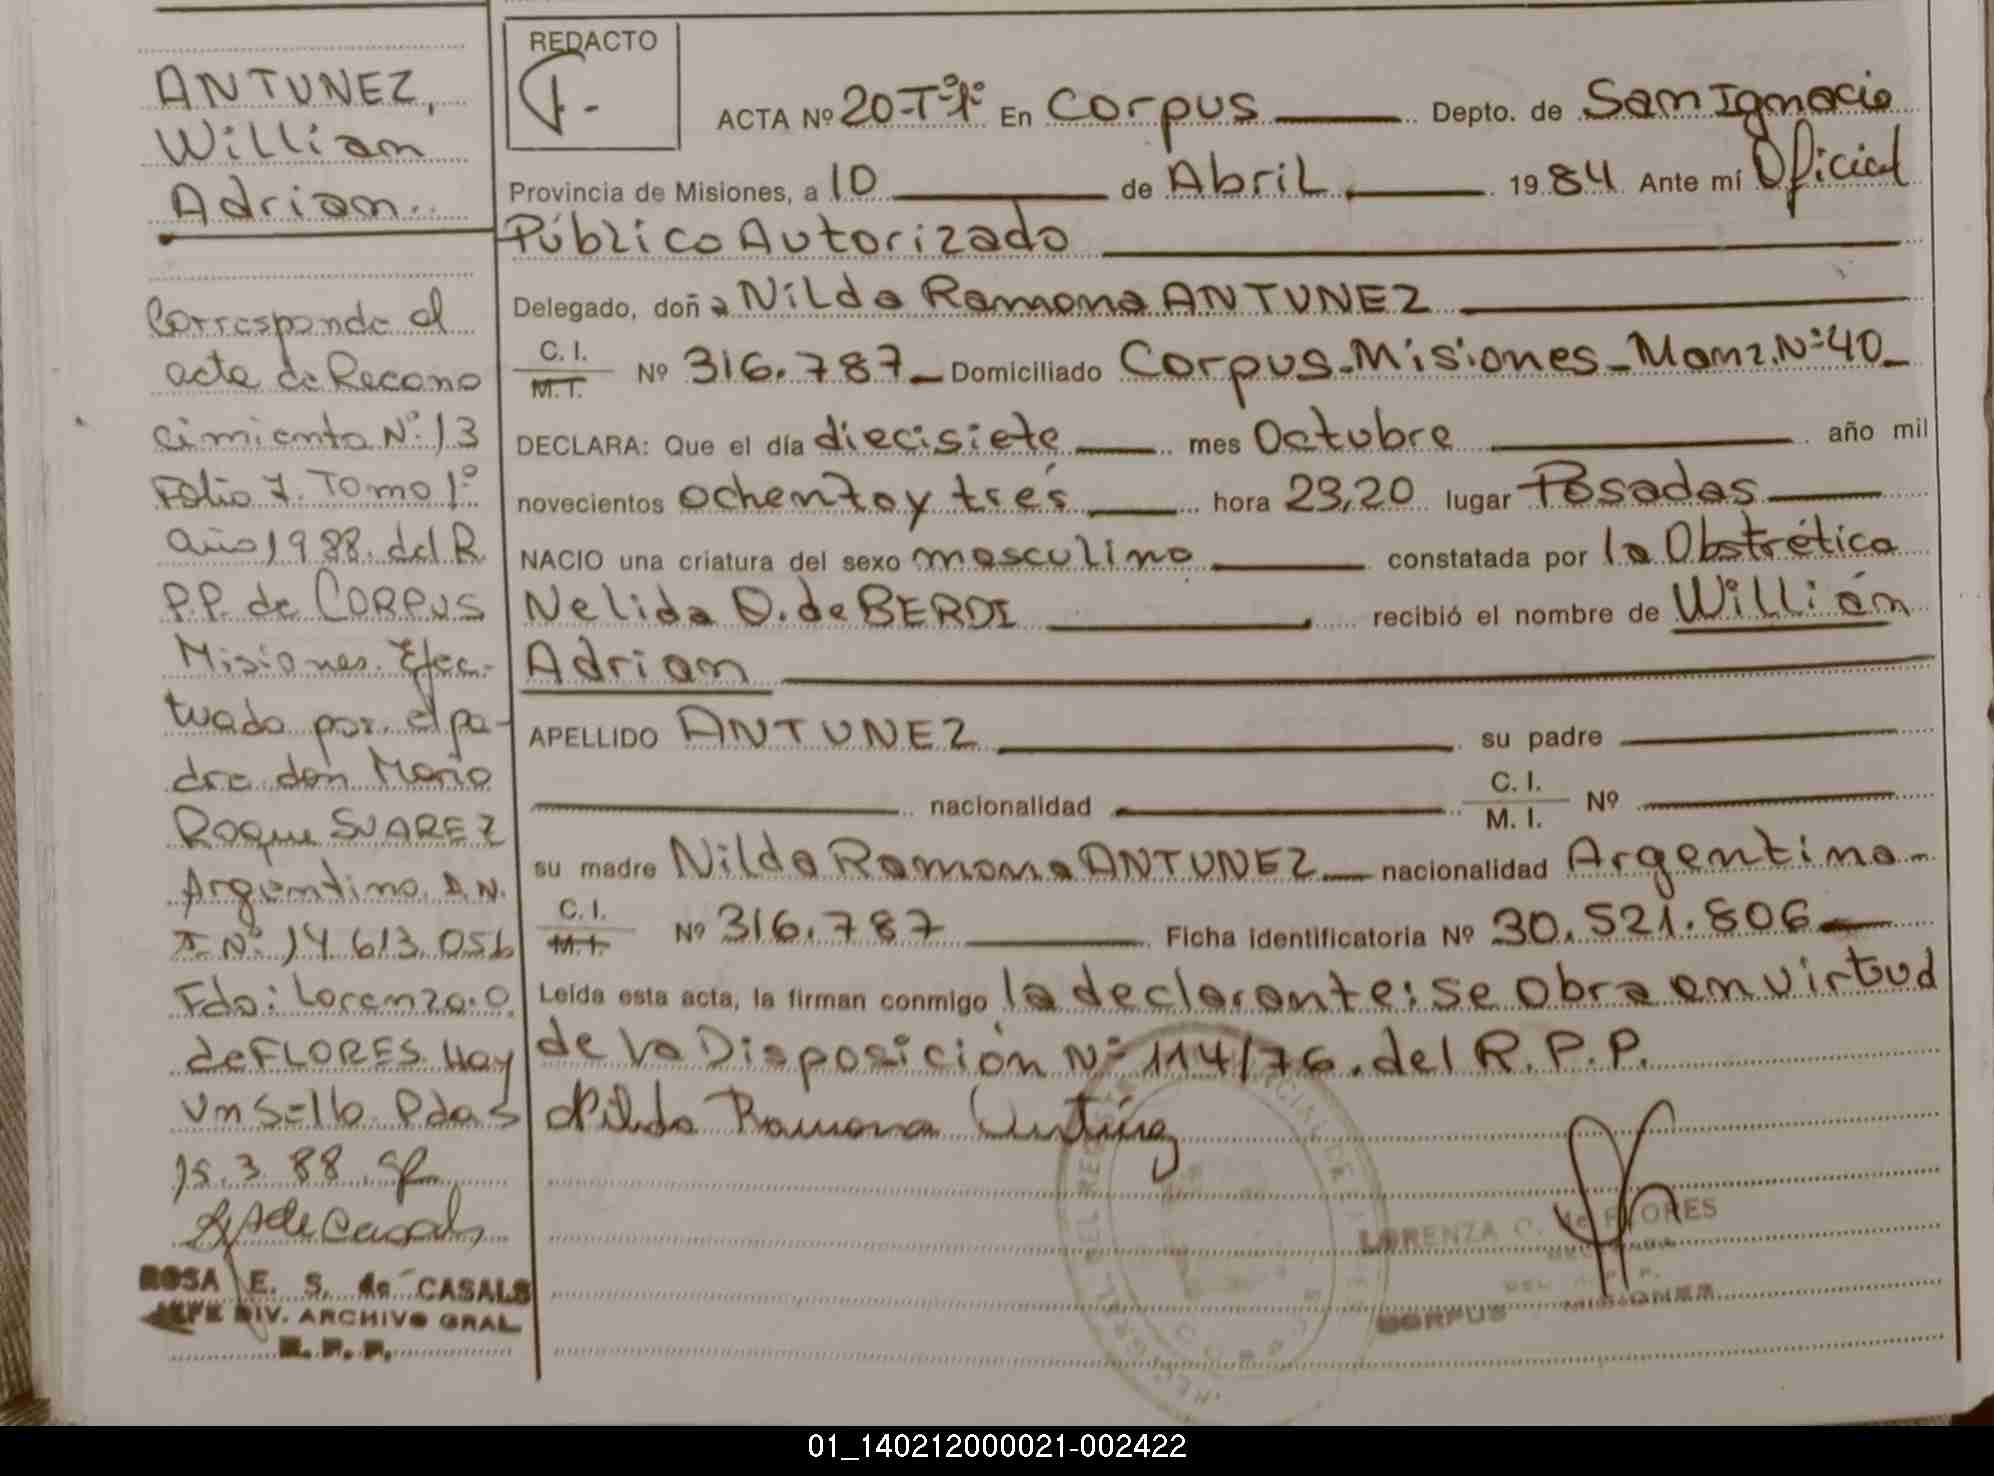 ANTUNEZ,
Willian
Adrian.
Corresponde al
acta de Recono
cimiento Nº 13
Folio 7. Tomo 1º
año 1988. del R.
P.P. de CORPUS
Misiones. Efec-
tuado por el pa-
dre don Mario
Roque SUAREZ
Argentino D.N.
I Nº 14.613.056
Fdo: Lorenza O.
de FLORES. Hay
un Sello. Pdas
15.3.88.
ROSA E. S. de CASALS
JEFE DIV. ARCHIVO GRAL.
R. P. P.
REDACTO
ACTA Nº 20-Tº1º En Corpus Depto. de San Ignacio
Provincia de Misiones, a 10 de Abril 1984 Ante mí Oficial
Público Autorizado
Delegado, doña Nilda Ramona ANTUNEZ
C. I.
M. T. Nº 316.787 Domiciliado Corpus-Misiones-Manz.Nº40
DECLARA: Que el día diecisiete mes Octubre año mil
novecientos ochenta y tres hora 23,20 lugar Posadas
NACIO una criatura del sexo masculino constatada por la Obstrética
Nelida O. de BERDI recibió el nombre de Willián
Adrian
APELLIDO ANTUNEZ su padre
nacionalidad C. I.
M. I. Nº
su madre Nilda Ramona ANTUNEZ nacionalidad Argentina
C. I.
M. I. Nº 316.787 Ficha identificatoria Nº 30.521.806
Leída esta acta, la firman conmigo la declarante: se obra en virtud
de la Disposición Nº 114/76. del R.P.P.
Nilda Ramona Antúnez
LORENZA O. de FLORES
CORPUS MISIONES
01_140212000021-002422